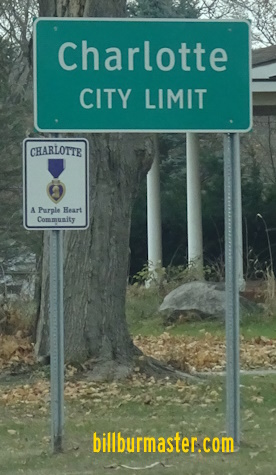 Charlotte
CITY LIMIT
CHARLOTTE
A Purple Heart
Community
billburmaster.com